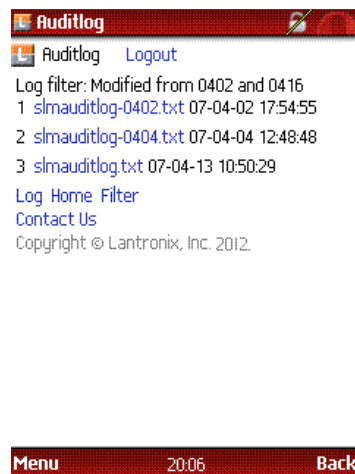 Auditlog
Auditlog Logout
Log filter: Modified from 0402 and 0416
1 slmauditlog-0402.txt 07-04-02 17:54:55
2 slmauditlog-0404.txt 07-04-04 12:48:48
3 slmauditlog.txt 07-04-13 10:50:29
Log Home Filter
Contact Us
Copyright © Lantronix, Inc. 2012.
Menu 20:06 Back